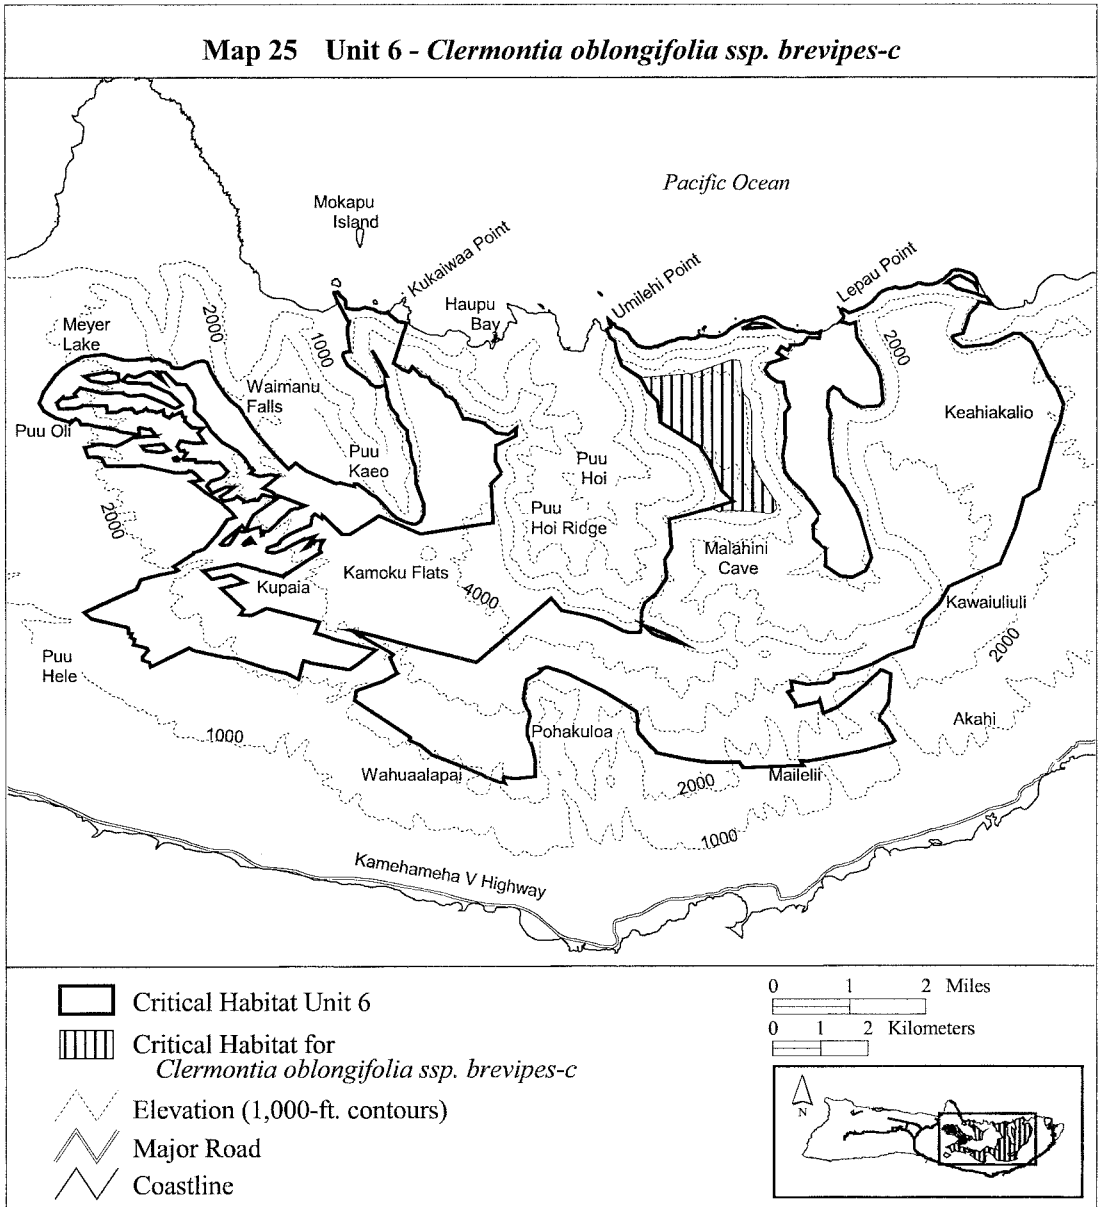 Map 25 Unit 6 - Clermontia oblongifolia ssp. brevipes-c
Pacific Ocean
Mokapu
Island
Kukaiwaa Point
Haupu
Bay
Umilehi Point
Lepau Point
Meyer
Lake
2000
1000
2000
Waimanu
Falls
Keahiakalio
Puu Oli
Puu
Kaeo
Puu
Hoi
2000
Puu
Hoi Ridge
Malahini
Cave
Kamoku Flats
Kupaia
4000
Kawaiuliuli
2000
Puu
Hele
1000
Pohakuloa
Akahi
Wahuaalapai
2000
Mailelii
1000
Kamehameha V Highway
Critical Habitat Unit 6
Critical Habitat for
Clermontia oblongifolia ssp. brevipes-c
Elevation (1,000-ft. contours)
Major Road
Coastline
0 1 2 Miles
0 1 2 Kilometers
N